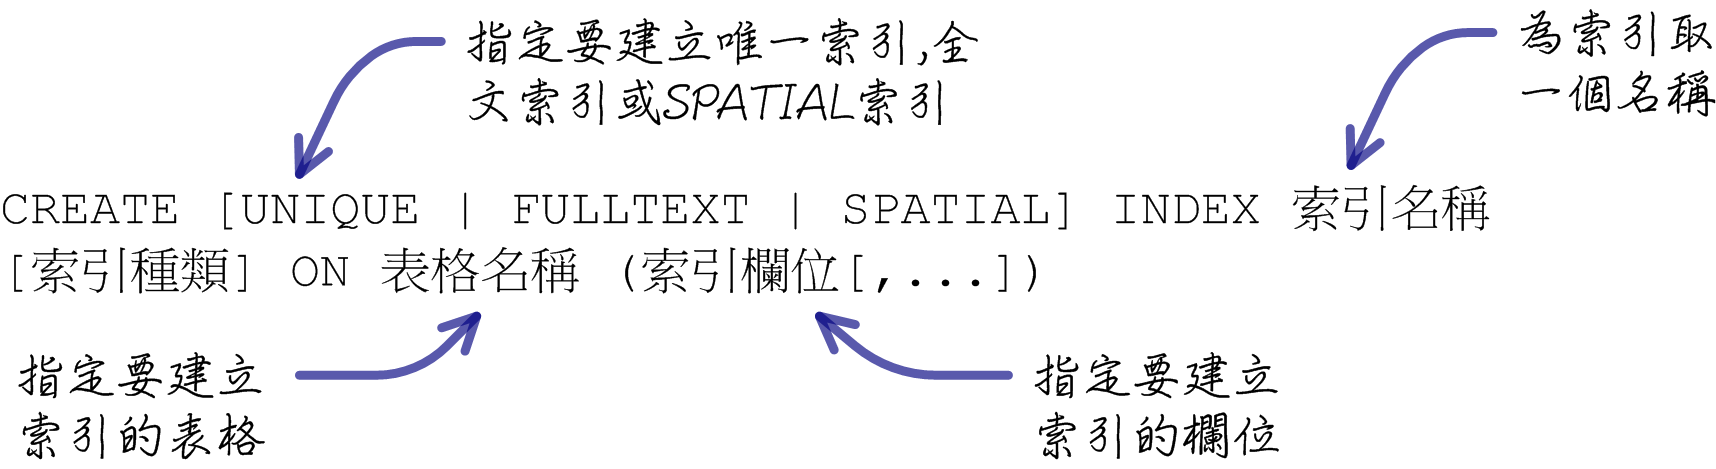 指定要建立唯一索引,全
文索引或SPATIAL索引
為索引取
一個名稱
CREATE [UNIQUE | FULLTEXT | SPATIAL] INDEX 索引名稱
[索引種類] ON 表格名稱 (索引欄位[,...])
指定要建立
索引的表格
指定要建立
索引的欄位